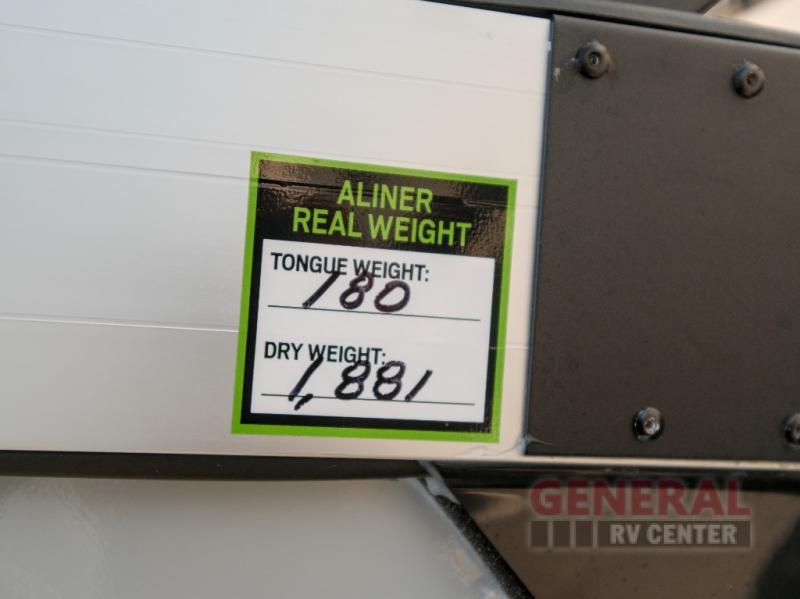 ALINER
REAL WEIGHT
TONGUE WEIGHT:
180
DRY WEIGHT:
1,881
GENERAL
RV CENTER